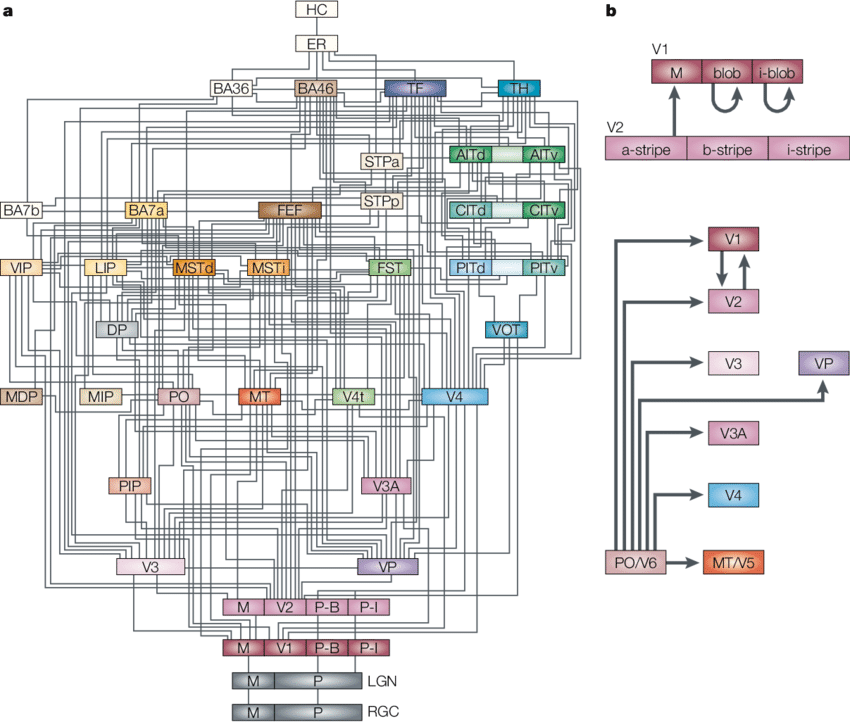 a
HC
ER
BA36 BA46 TF TH
STPa AITd AITv
STPp
BA7b BA7a FEF CITd CITv
VIP LIP MSTd MSTi FST PITd PITv
DP VOT
MDP MIP PO MT V4t V4
PIP V3A
V3 VP
M V2 P-B P-I
M V1 P-B P-I
M P LGN
M P RGC
b
V1
M blob i-blob
V2
a-stripe b-stripe i-stripe
V1
V2
V3 VP
V3A
V4
PO/V6 MT/V5